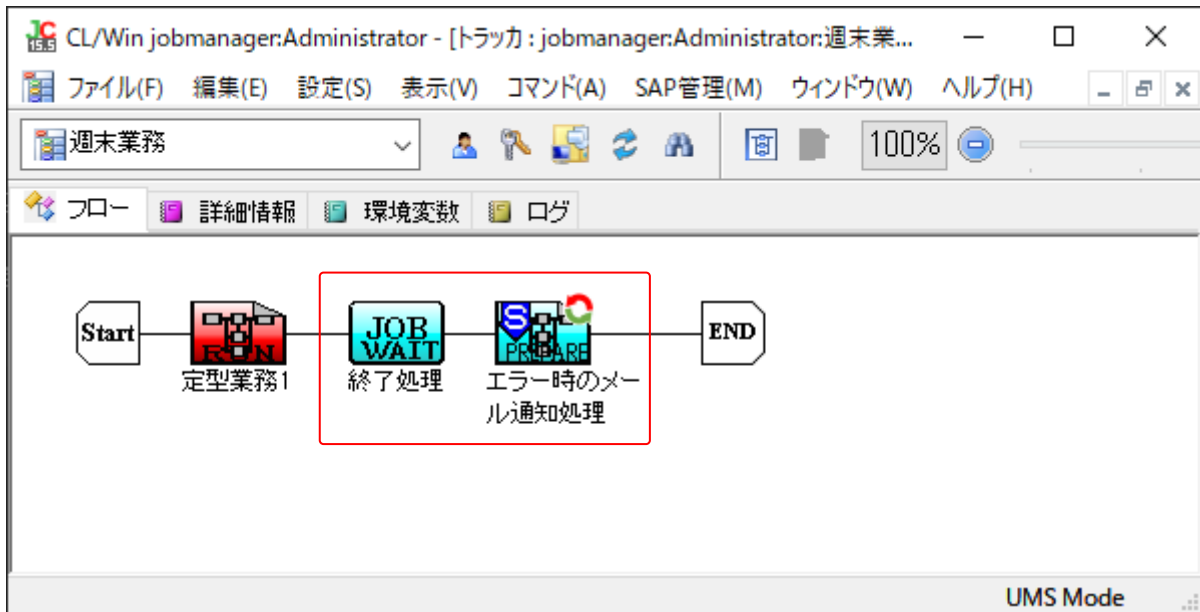 CL/Win jobmanager:Administrator - [トラッカ : jobmanager:Administrator:週末業...
ファイル(F) 編集(E) 設定(S) 表示(V) コマンド(A) SAP管理(M) ウィンドウ(W) ヘルプ(H)
週末業務 100%
フロー 詳細情報 環境変数 ログ
Start
RUN
定型業務1
JOB
WAIT
終了処理
S
PREPARE
エラー時のメー
ル通知処理
END
UMS Mode